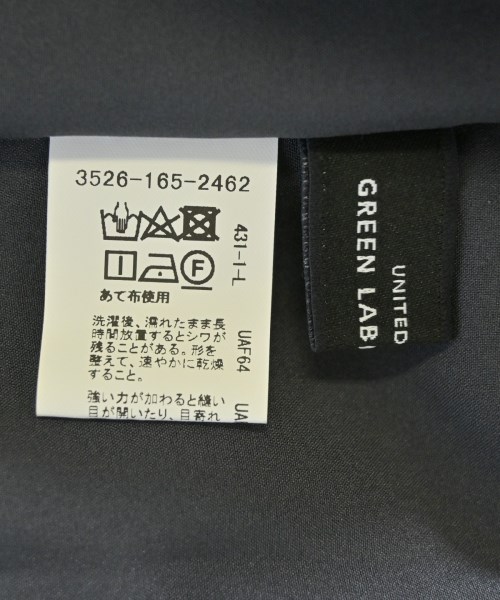 3526-165-2462
F
あて布使用
洗濯後、濡れたまま長
時間放置するとシワが
残ることがある。形を
整えて、速やかに乾燥
すること。
強い力が加わると縫い
目が開いたり、目寄れ
431-1-L
UAF64
UA
UNITED
GREEN LAB